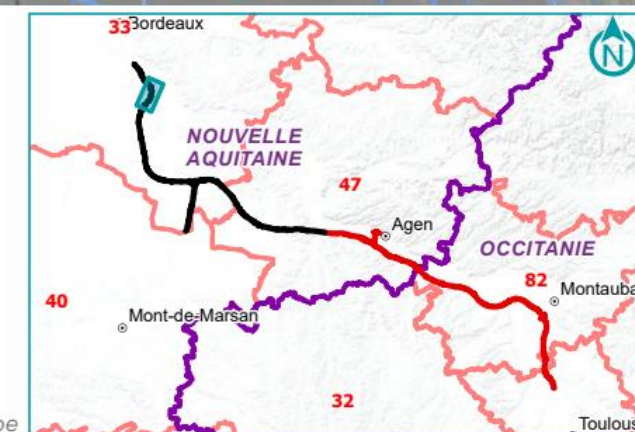 33
Bordeaux
N
NOUVELLE
AQUITAINE
47
Agen
OCCITANIE
82
Montauba
40
Mont-de-Marsan
32
Toulous